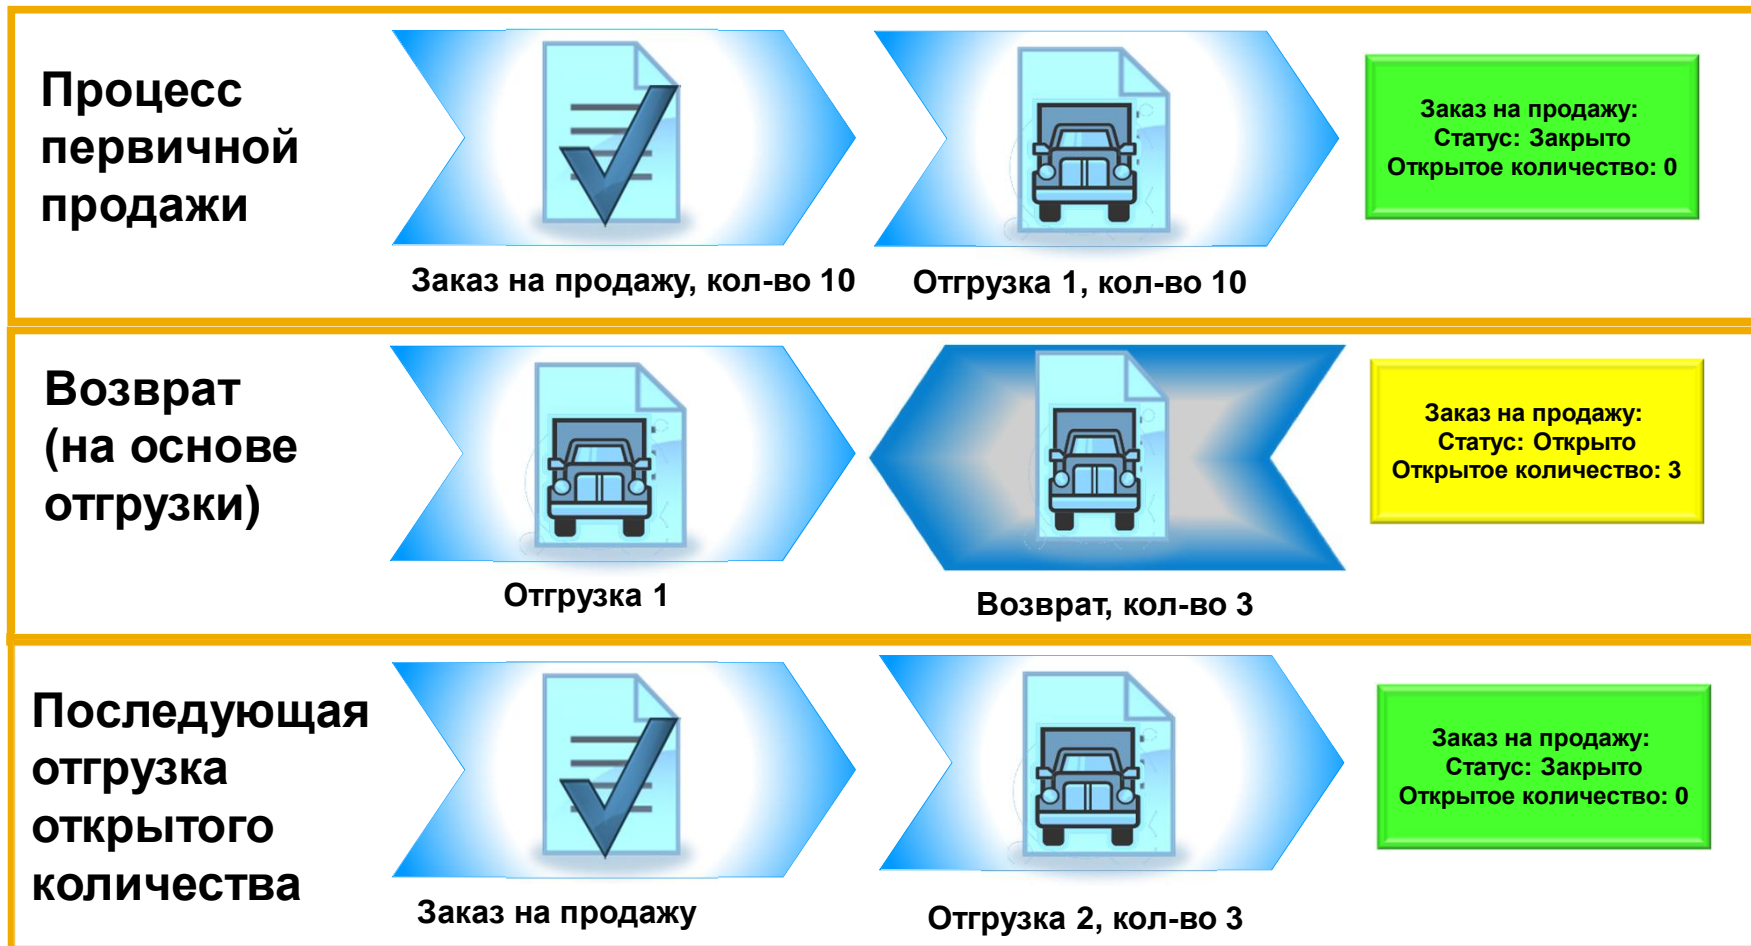 Процесс
первичной
продажи
Заказ на продажу, кол-во 10
Отгрузка 1, кол-во 10
Заказ на продажу:
Статус: Закрыто
Открытое количество: 0
Возврат
(на основе
отгрузки)
Отгрузка 1
Возврат, кол-во 3
Заказ на продажу:
Статус: Открыто
Открытое количество: 3
Последующая
отгрузка
открытого
количества
Заказ на продажу
Отгрузка 2, кол-во 3
Заказ на продажу:
Статус: Закрыто
Открытое количество: 0